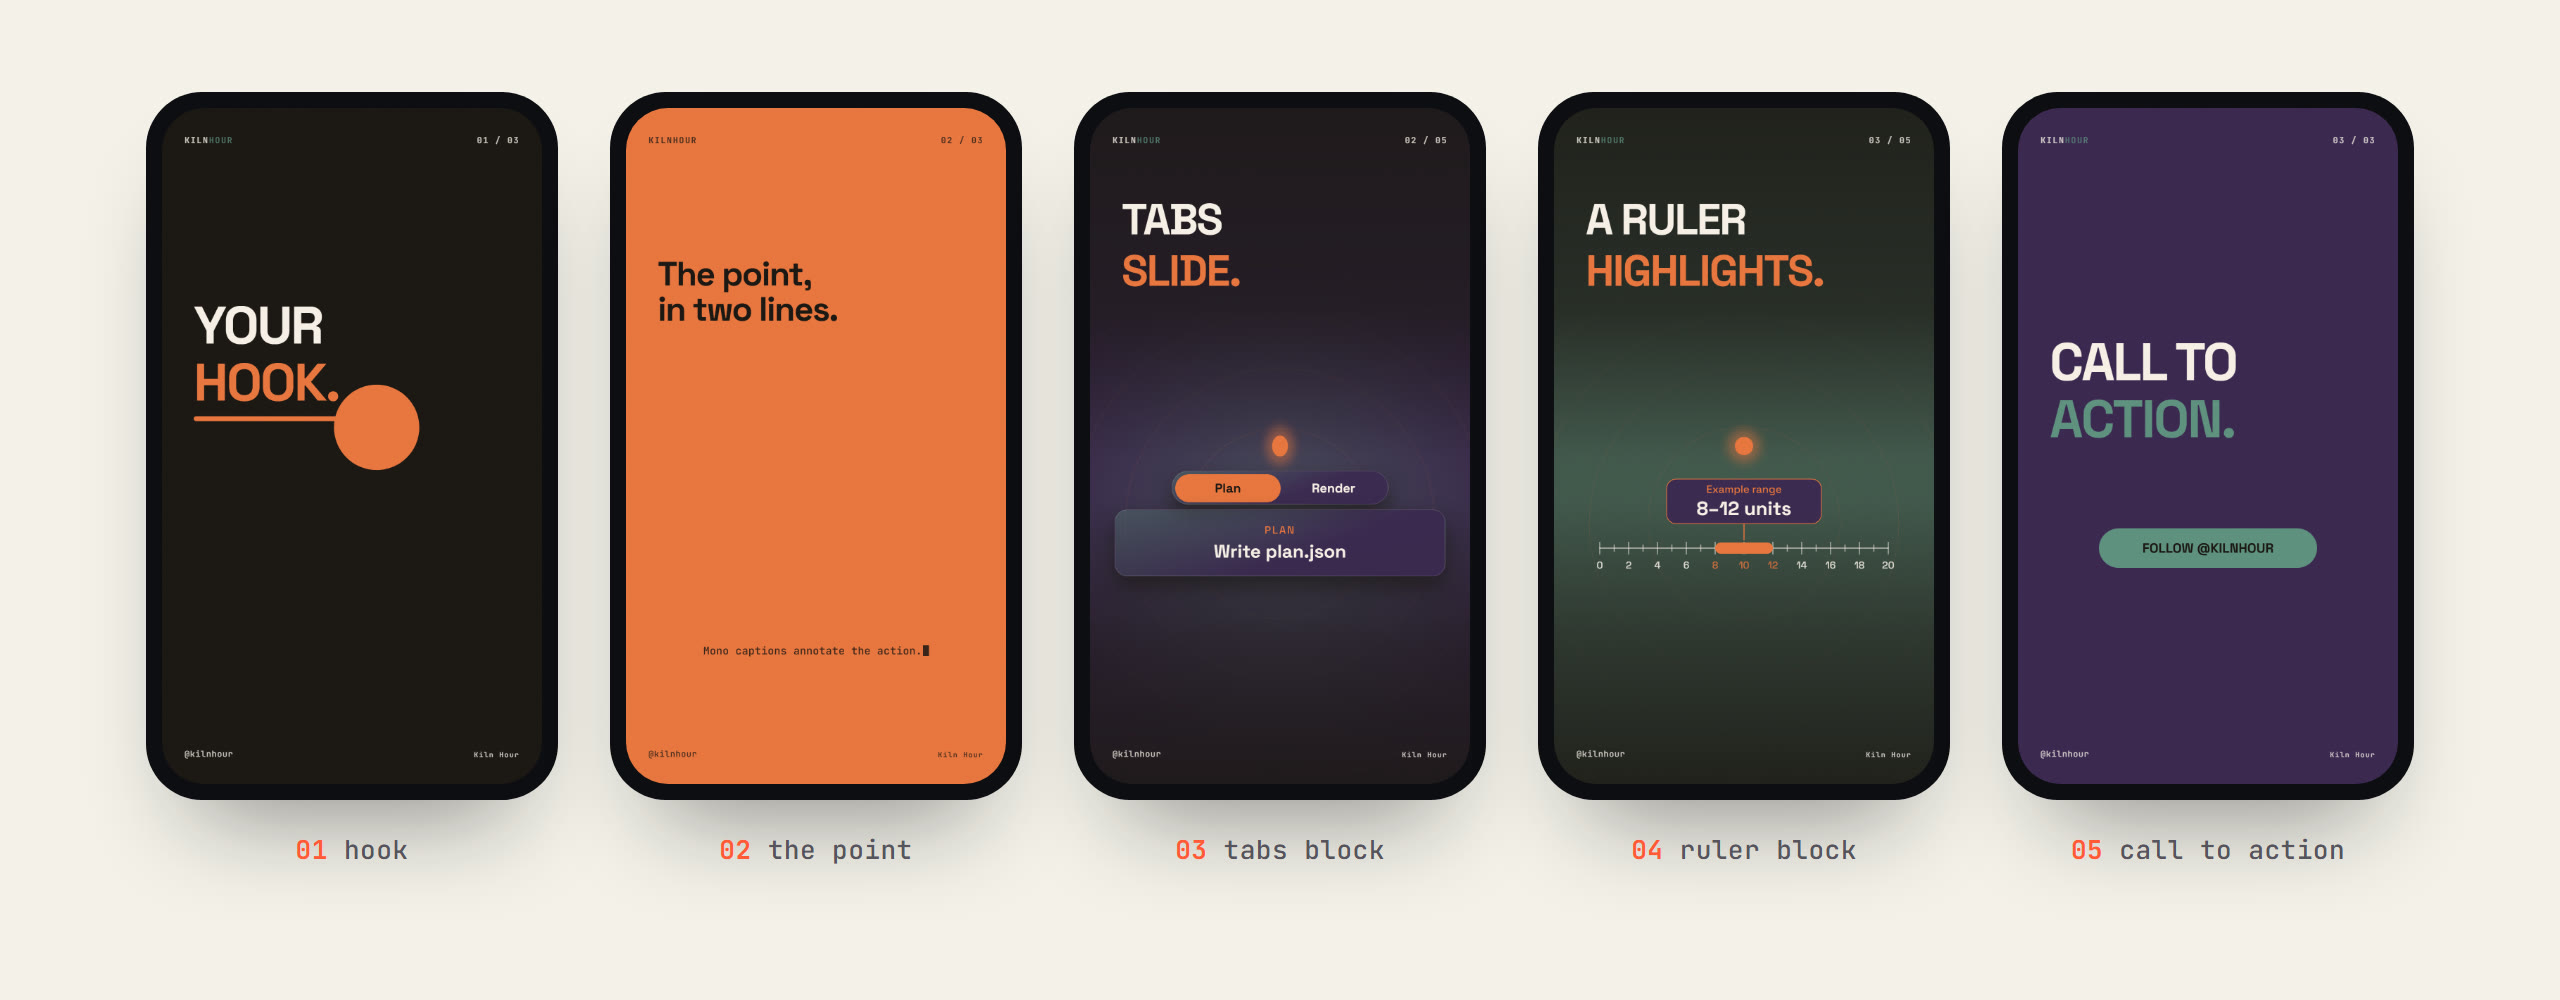 KILNHOUR 01 / 03
YOUR
HOOK.
@kilnhour Kiln Hour
01 hook
KILNHOUR 02 / 03
The point,
in two lines.
Mono captions annotate the action.
@kilnhour Kiln Hour
02 the point
KILNHOUR 02 / 05
TABS
SLIDE.
Plan Render
PLAN
Write plan.json
@kilnhour Kiln Hour
03 tabs block
KILNHOUR 03 / 05
A RULER
HIGHLIGHTS.
Example range
8–12 units
0 2 4 6 8 10 12 14 16 18 20
@kilnhour Kiln Hour
04 ruler block
KILNHOUR 03 / 03
CALL TO
ACTION.
FOLLOW @KILNHOUR
@kilnhour Kiln Hour
05 call to action